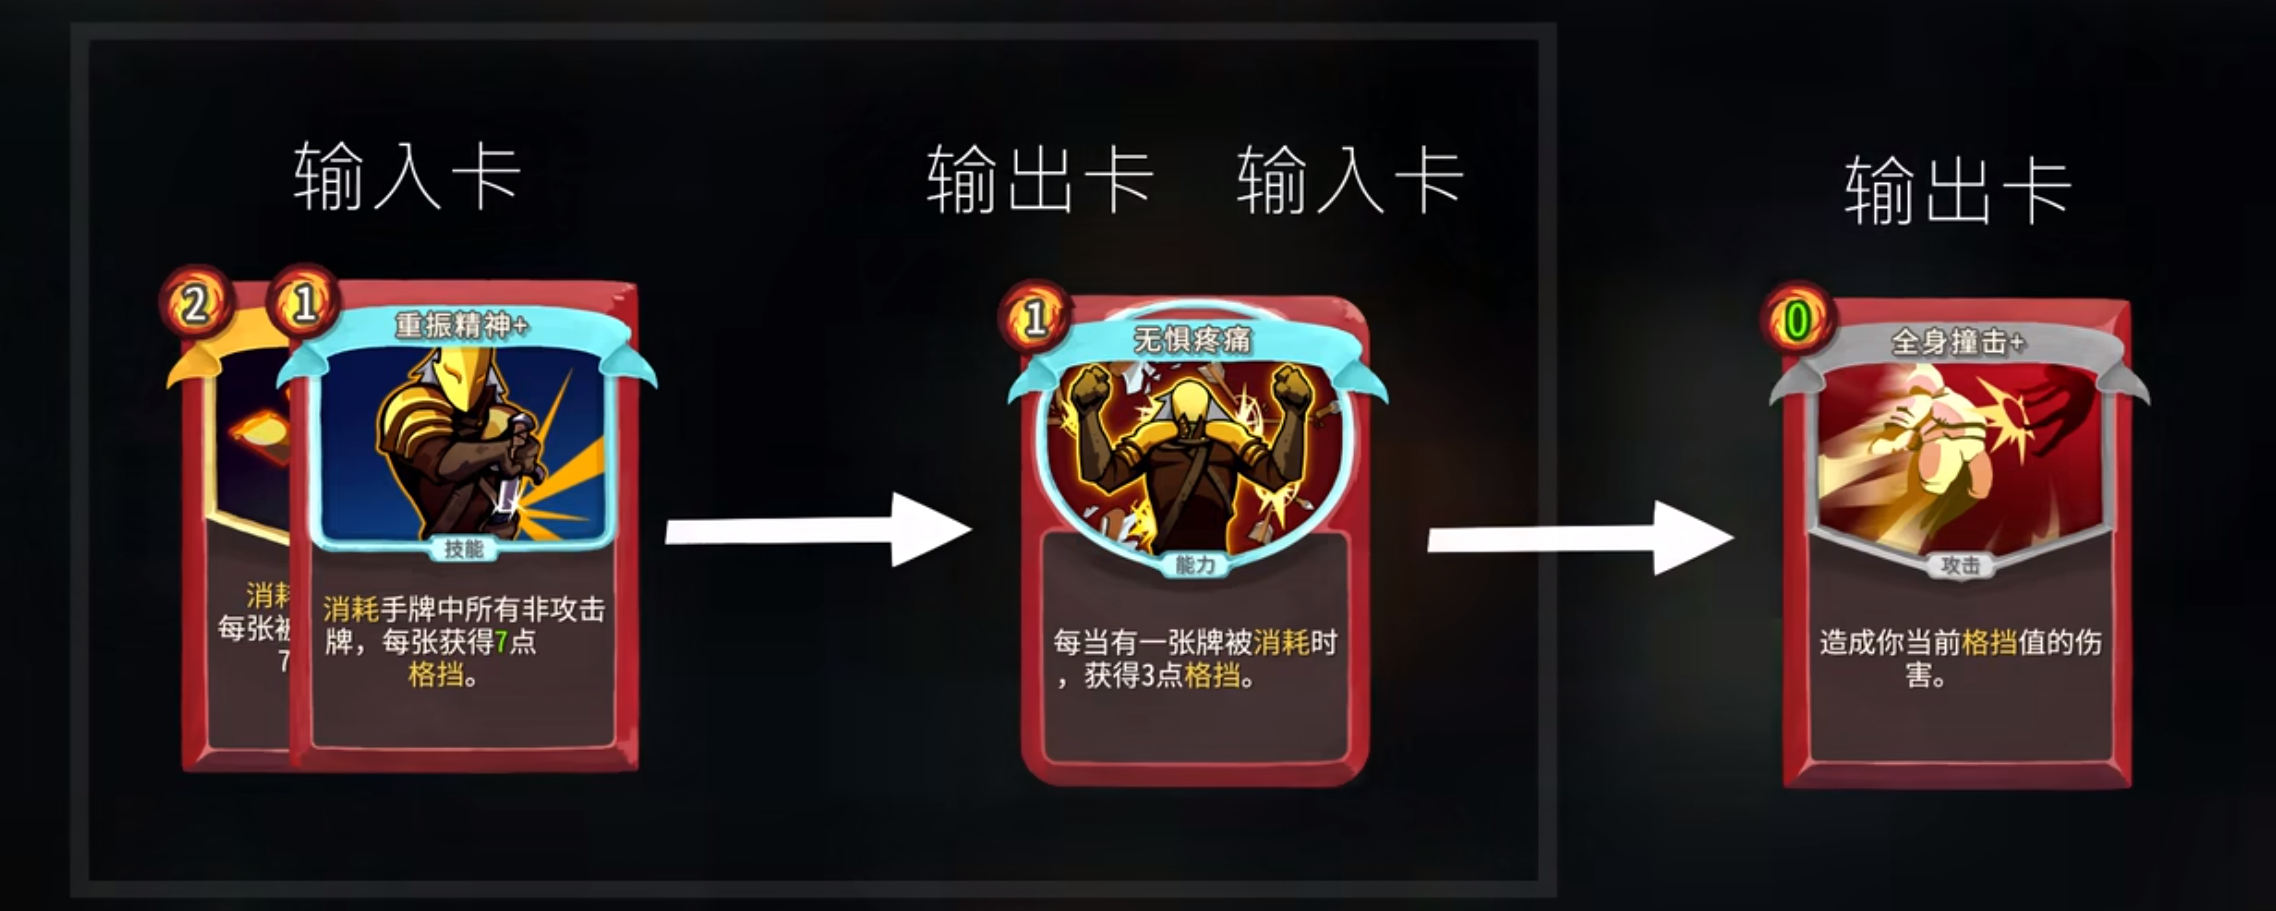 输入卡
输出卡 输入卡
输出卡
2
消耗
每张被
7
1
重振精神+
技能
消耗手牌中所有非攻击
牌，每张获得7点
格挡。
1
无惧疼痛
能力
每当有一张牌被消耗时
，获得3点格挡。
0
全身撞击+
攻击
造成你当前格挡值的伤
害。